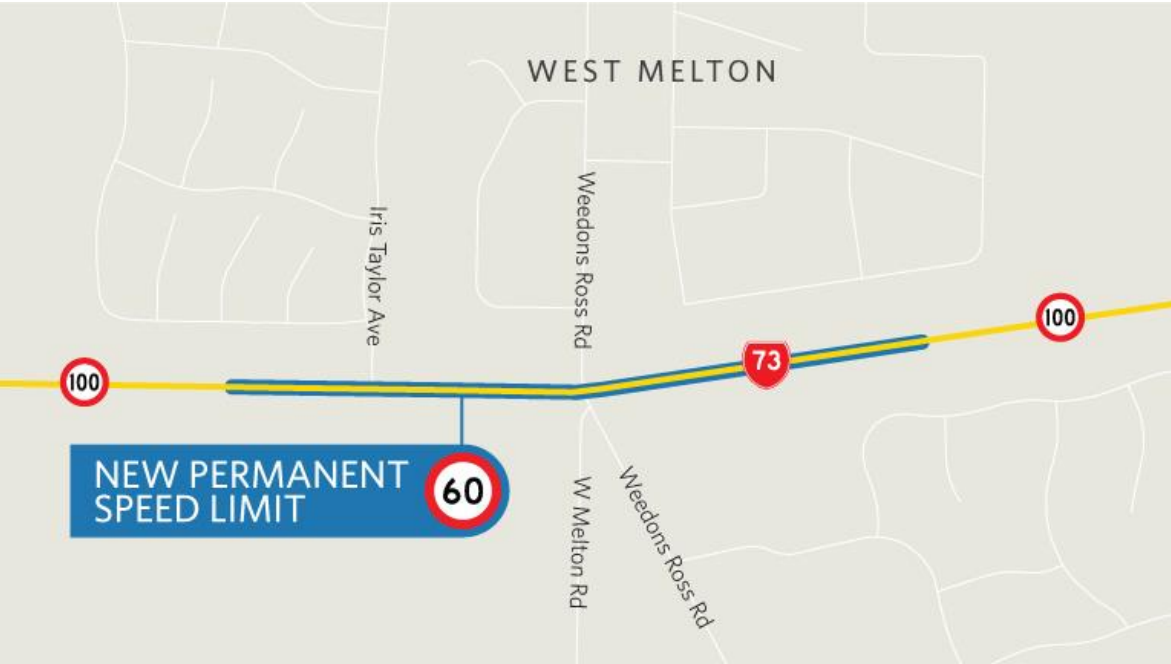 WEST MELTON
Iris Taylor Ave
Weedons Ross Rd
100
73
100
NEW PERMANENT
SPEED LIMIT
60
W Melton Rd
Weedons Ross Rd